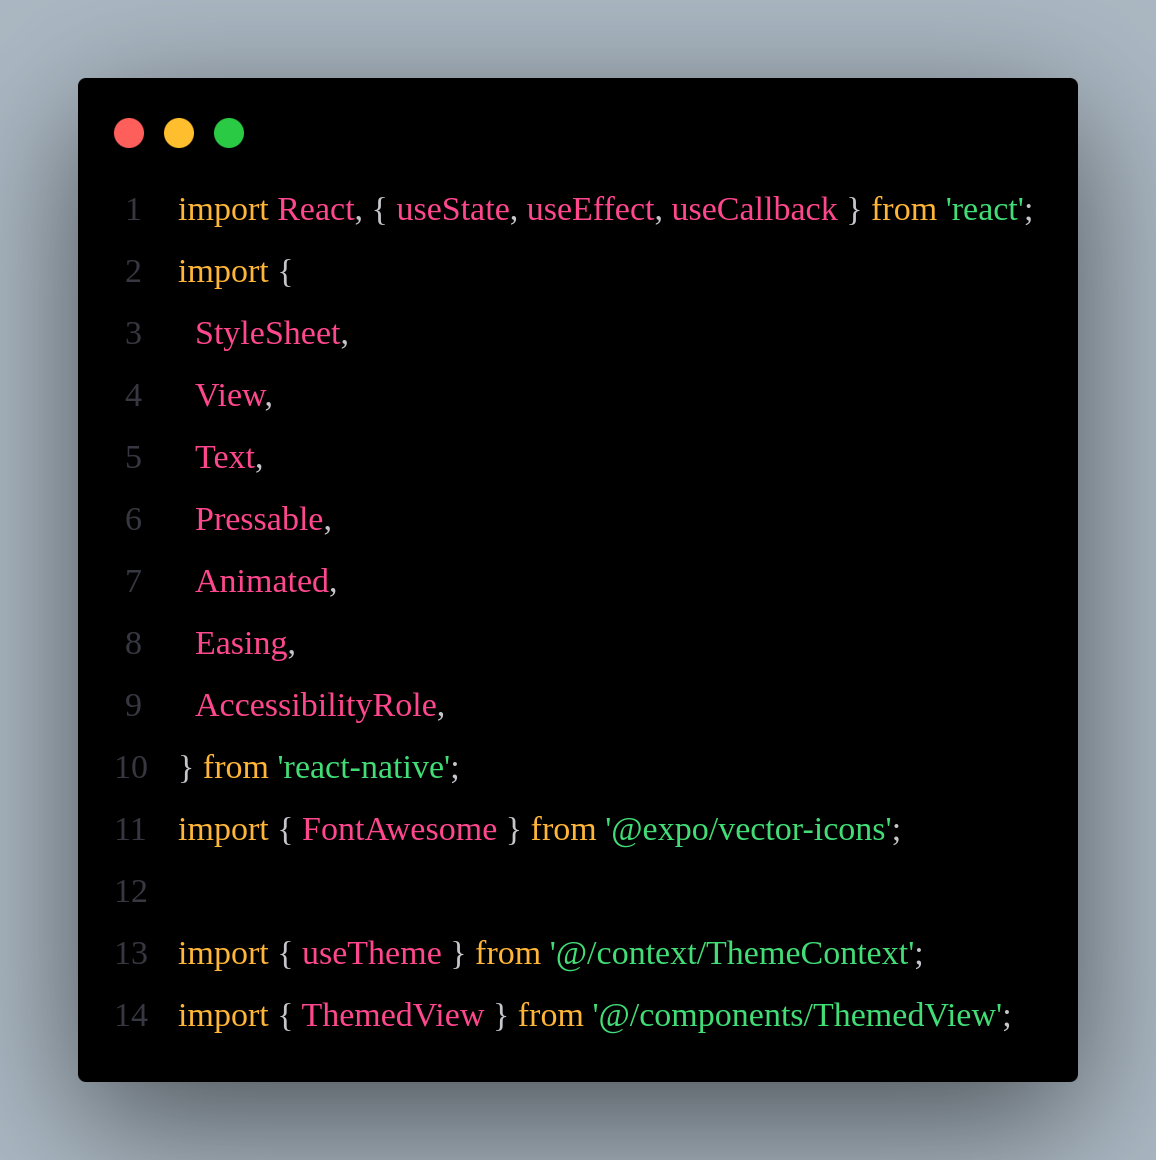 1 import React, { useState, useEffect, useCallback } from 'react';
2 import {
3   StyleSheet,
4   View,
5   Text,
6   Pressable,
7   Animated,
8   Easing,
9   AccessibilityRole,
10 } from 'react-native';
11 import { FontAwesome } from '@expo/vector-icons';
12
13 import { useTheme } from '@/context/ThemeContext';
14 import { ThemedView } from '@/components/ThemedView';